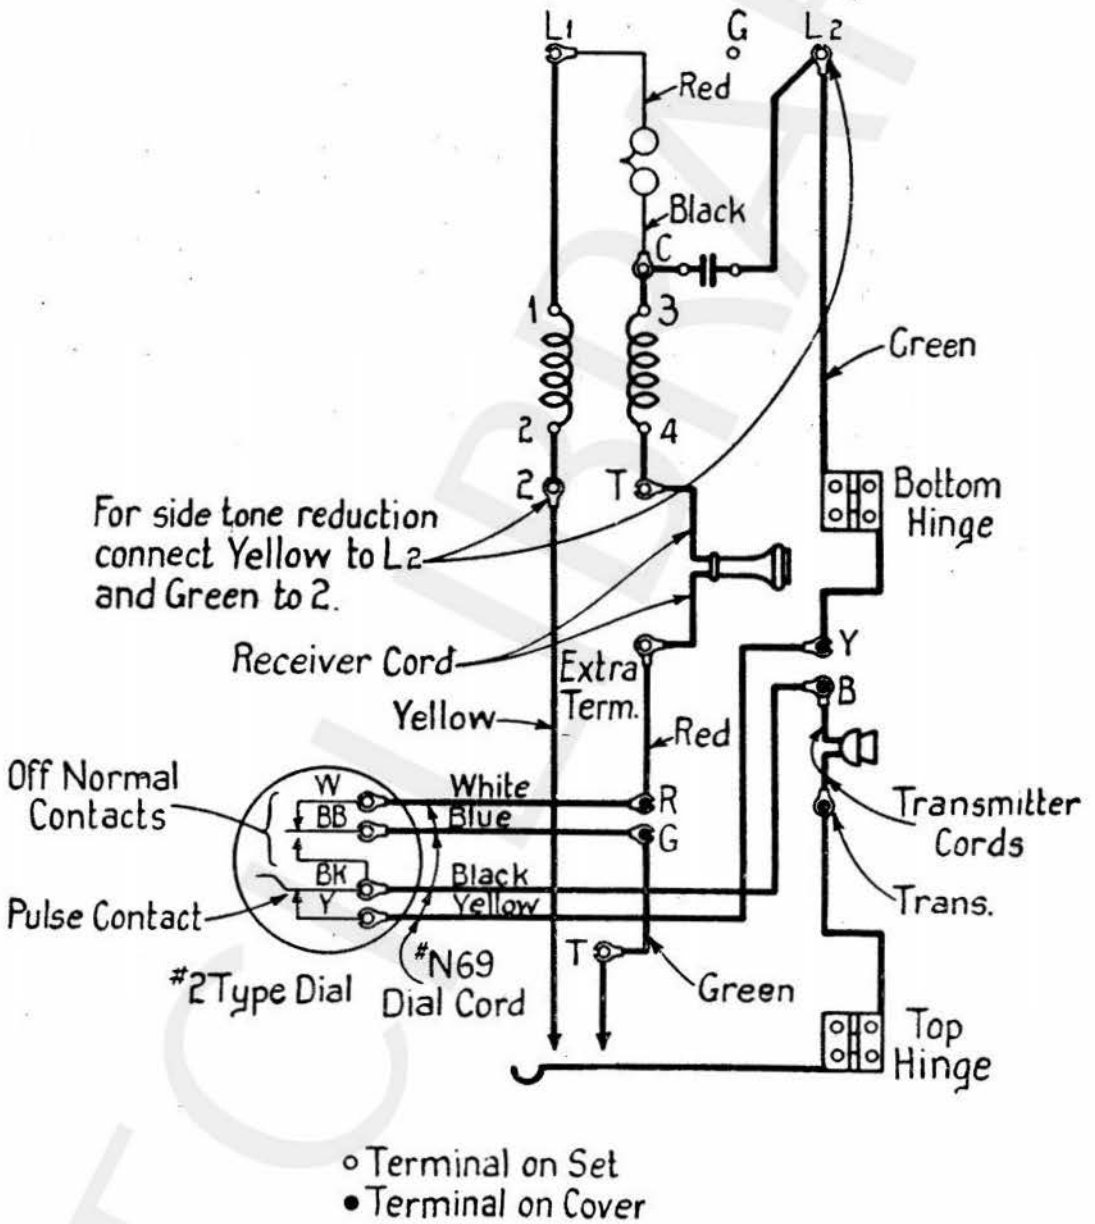 L1
G
L2
Red
Black
C
1
3
Green
2
4
2
T
Bottom
Hinge
For side tone reduction
connect Yellow to L2
and Green to 2.
Receiver Cord
Extra
Term.
Y
B
Yellow
Red
Off Normal
Contacts
W
White
R
BB
Blue
G
Transmitter
Cords
BK
Black
Y
Yellow
Pulse Contact
Trans.
T
#2 Type Dial
#N69
Dial Cord
Green
Top
Hinge
○ Terminal on Set
● Terminal on Cover